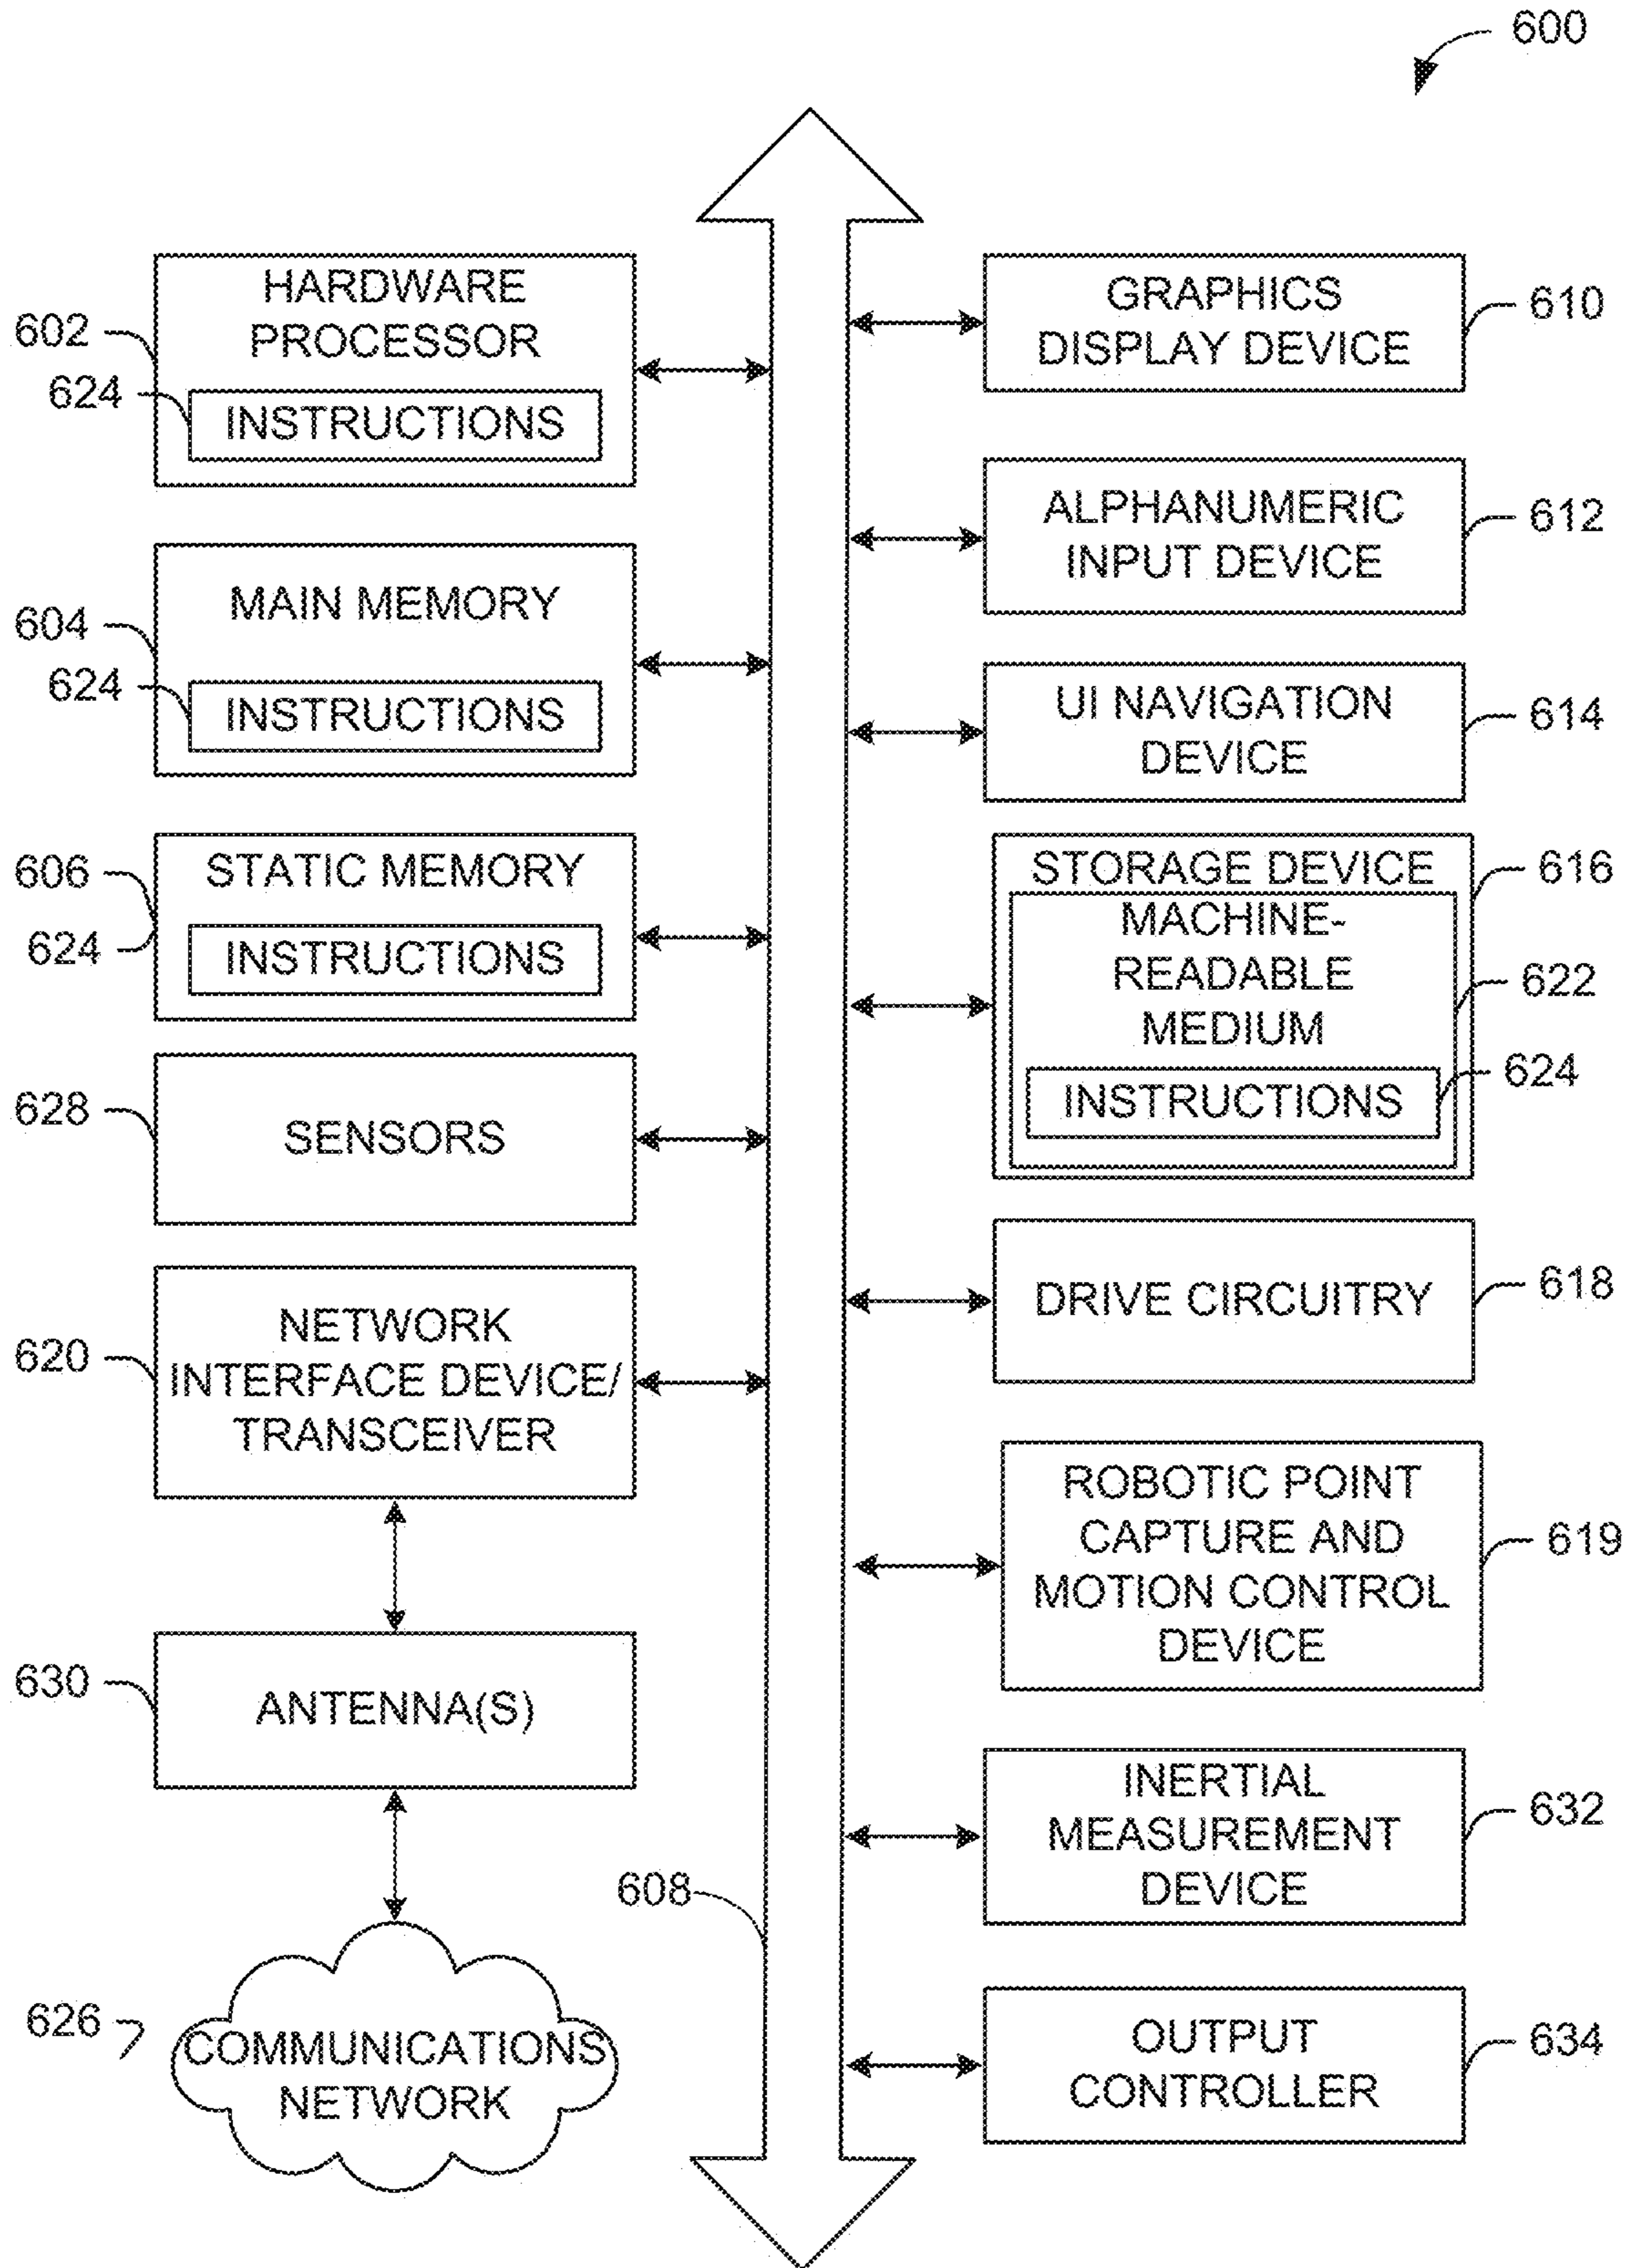 600
HARDWARE
PROCESSOR
602
624
INSTRUCTIONS
MAIN MEMORY
604
624
INSTRUCTIONS
STATIC MEMORY
606
624
INSTRUCTIONS
628
SENSORS
NETWORK
INTERFACE DEVICE/
TRANSCEIVER
620
630
ANTENNA(S)
608
626
COMMUNICATIONS
NETWORK
GRAPHICS
DISPLAY DEVICE
610
ALPHANUMERIC
INPUT DEVICE
612
UI NAVIGATION
DEVICE
614
STORAGE DEVICE
616
MACHINE-
READABLE
MEDIUM
622
INSTRUCTIONS
624
DRIVE CIRCUITRY
618
ROBOTIC POINT
CAPTURE AND
MOTION CONTROL
DEVICE
619
INERTIAL
MEASUREMENT
DEVICE
632
OUTPUT
CONTROLLER
634